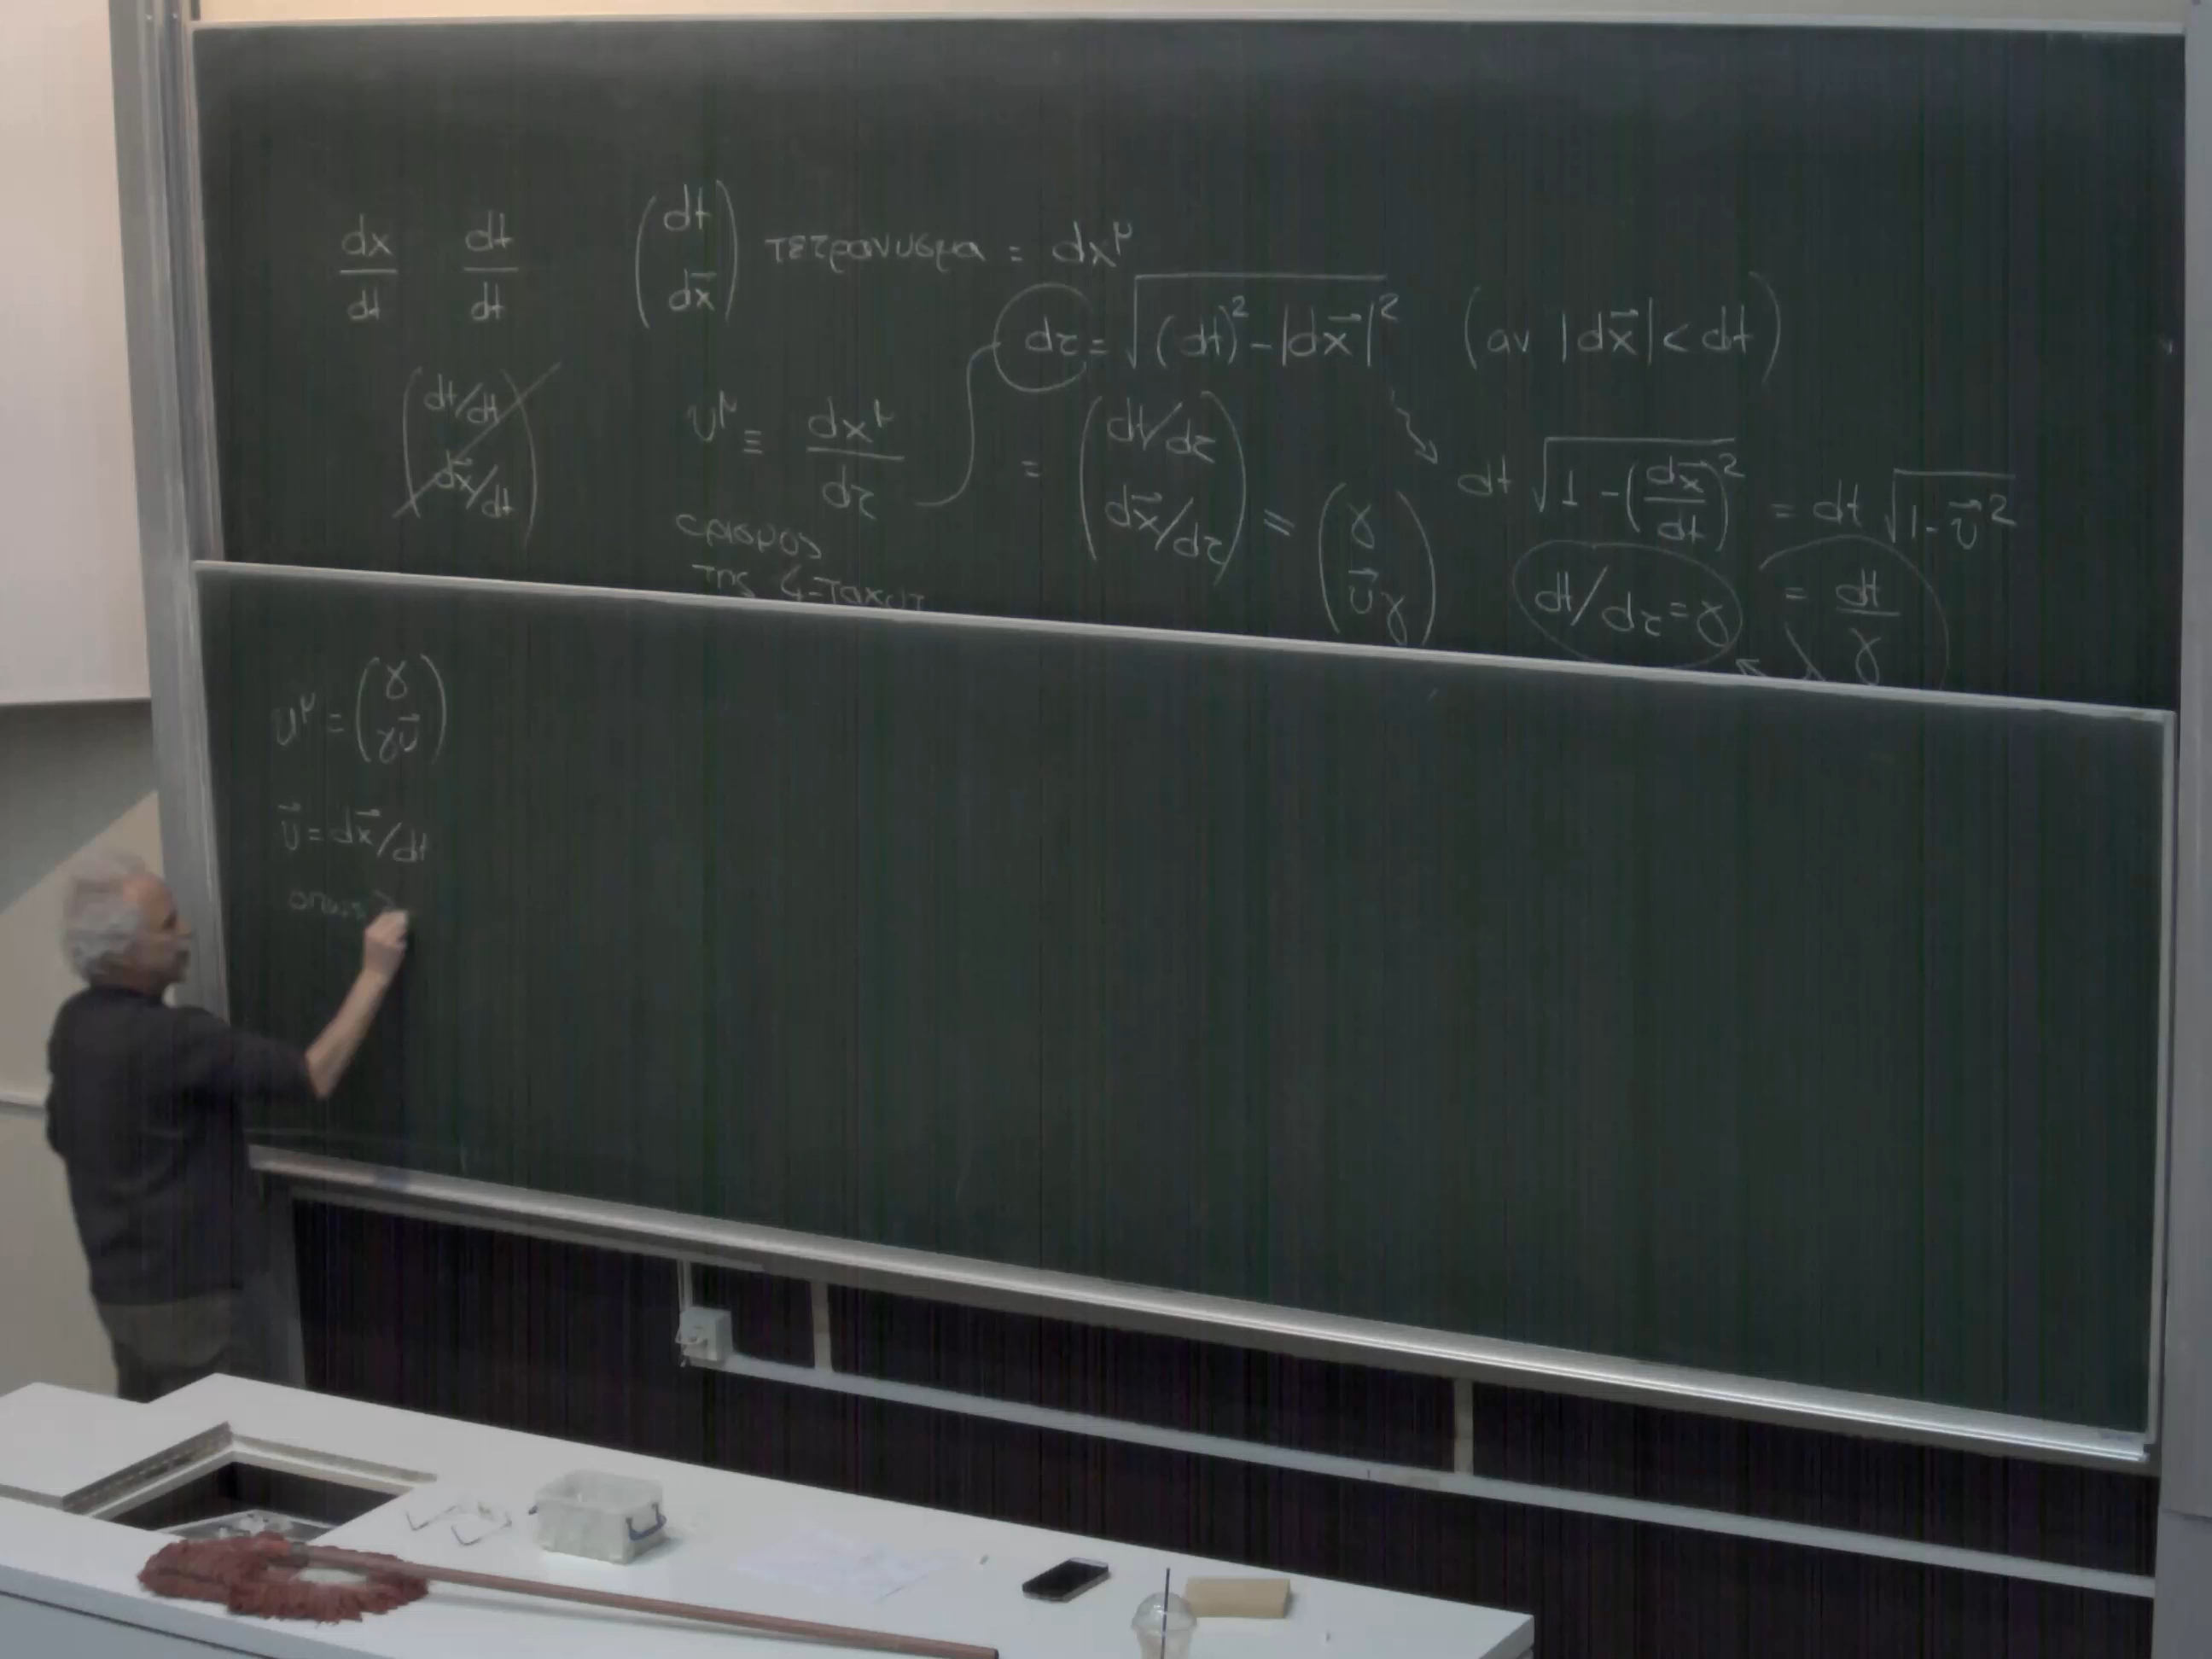 dx/dt dt/dt (dt dx⃗) τετρανυσμα = dx^μ
dτ = √((dt)² - |dx⃗|²) (αν |dx⃗| < dt)
(dt/dt dx⃗/dt) υ^μ ≡ dx^μ/dτ = (dt/dτ dx⃗/dτ) = (γ υ⃗γ)
dt √(1 - (dx⃗/dt)²) = dt √(1-υ⃗²)
ορισμος
της 4-ταχυτ
dt/dτ = γ = dt/γ
υ^μ = (γ γυ⃗)
υ⃗ = dx⃗/dt